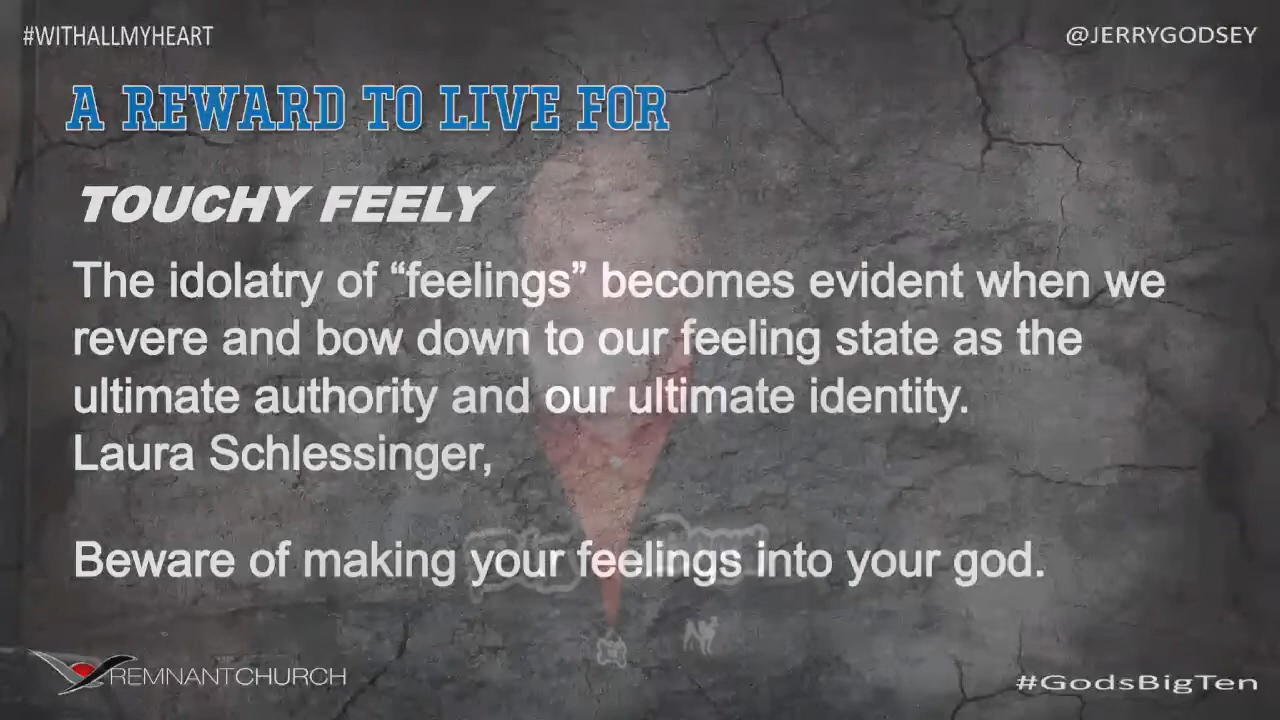 #WITHALLMYHEART
@JERRYGODSEY
A REWARD TO LIVE FOR
TOUCHY FEELY
The idolatry of “feelings” becomes evident when we
revere and bow down to our feeling state as the
ultimate authority and our ultimate identity.
Laura Schlessinger,
Beware of making your feelings into your god.
REMNANTCHURCH
#GodsBigTen